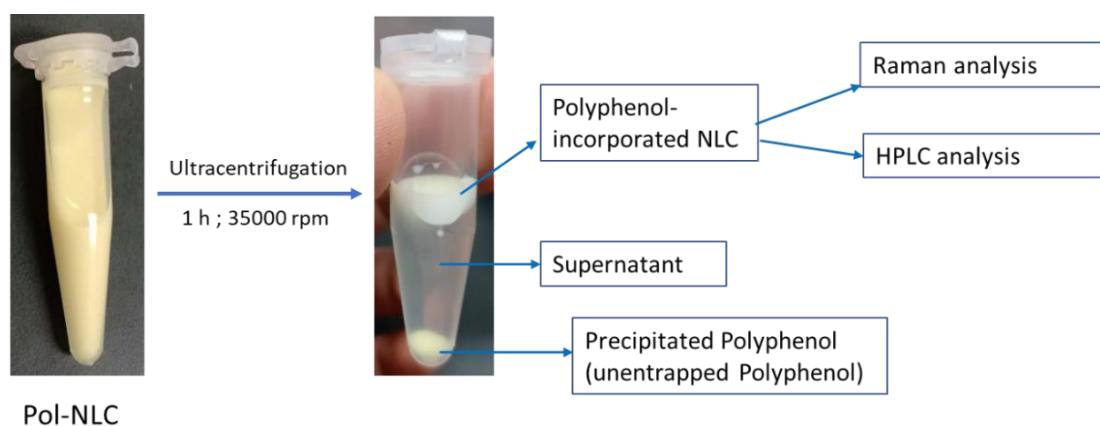 Pol-NLC
Ultracentrifugation
1 h ; 35000 rpm
Polyphenol-
incorporated NLC
Raman analysis
HPLC analysis
Supernatant
Precipitated Polyphenol
(unentrapped Polyphenol)